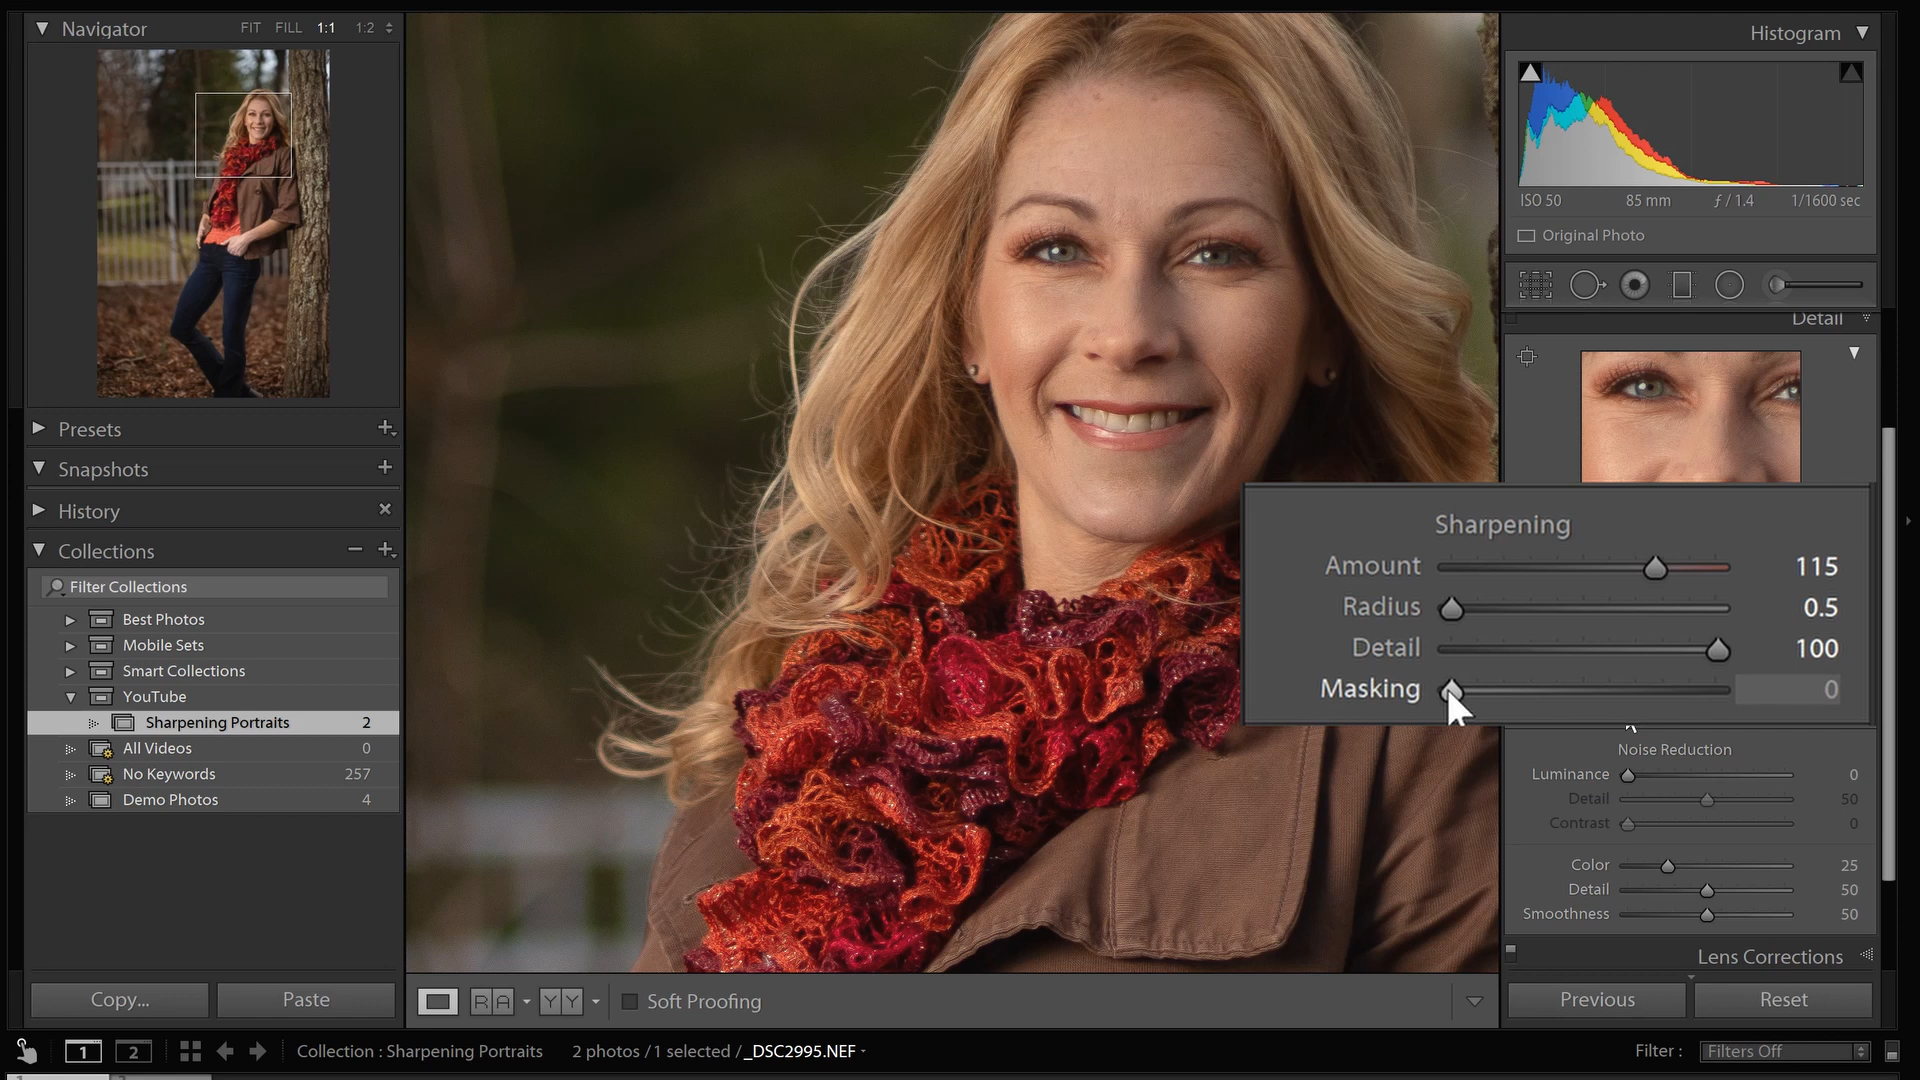 Navigator
FIT FILL 1:1 1:2
Presets
Snapshots
History
Collections
Filter Collections
Best Photos
Mobile Sets
Smart Collections
YouTube
Sharpening Portraits 2
All Videos 0
No Keywords 257
Demo Photos 4
Copy...
Paste
R A
Y Y
Soft Proofing
1
2
Collection : Sharpening Portraits
2 photos / 1 selected / _DSC2995.NEF
Histogram
ISO 50 85 mm ƒ / 1.4 1/1600 sec
Original Photo
Detail
Sharpening
Amount 115
Radius 0.5
Detail 100
Masking 0
Noise Reduction
Luminance 0
Detail 50
Contrast 0
Color 25
Detail 50
Smoothness 50
Lens Corrections
Previous
Reset
Filter :
Filters Off